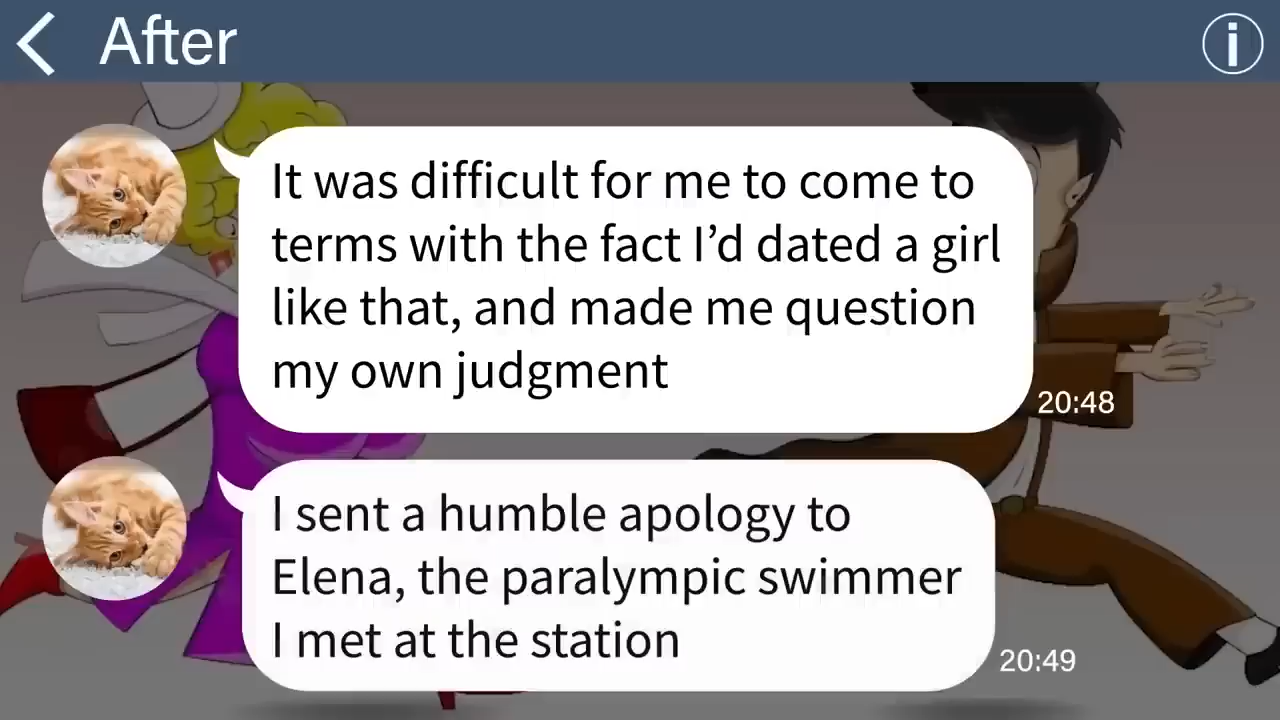 After
It was difficult for me to come to
terms with the fact I’d dated a girl
like that, and made me question
my own judgment
20:48
I sent a humble apology to
Elena, the paralympic swimmer
I met at the station
20:49